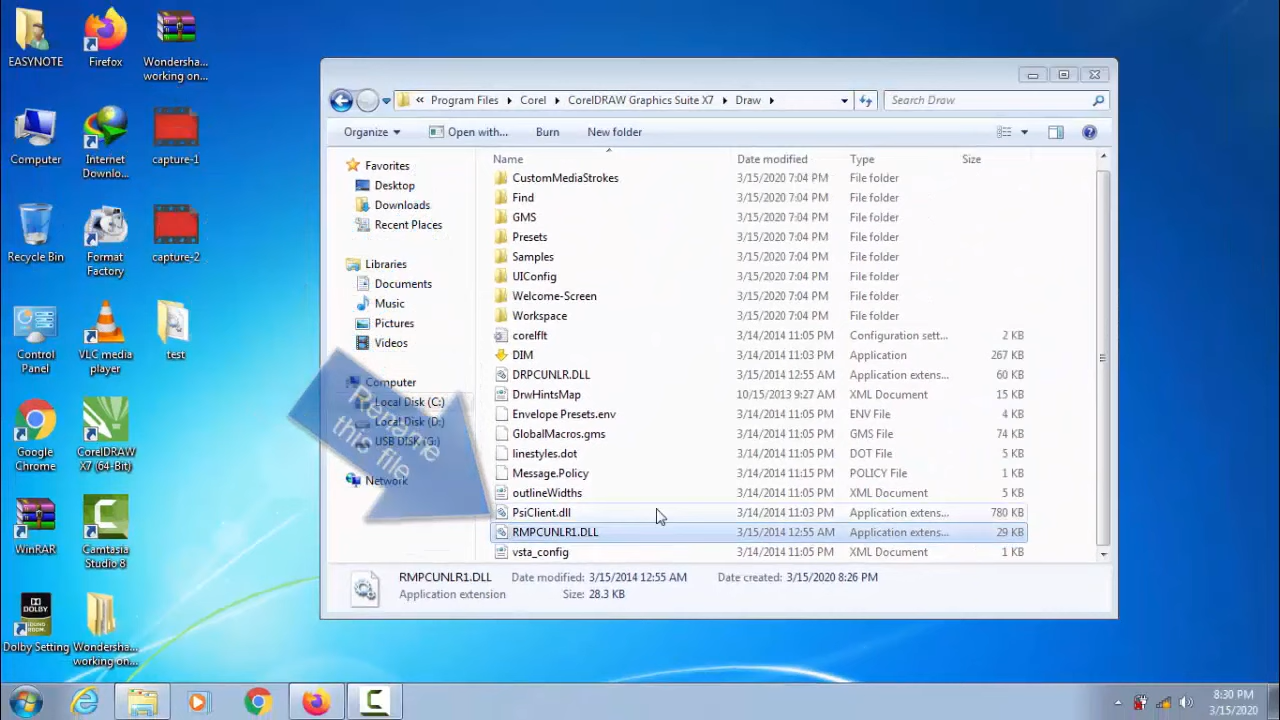 EASYNOTE
Firefox
Wondersha...
working on...
Computer
Internet
Downlo...
capture-1
Recycle Bin
Format
Factory
capture-2
Control
Panel
VLC media
player
test
Google
Chrome
CorelDRAW
X7 (64-Bit)
WinRAR
Camtasia
Studio 8
DOLBY
Dolby Setting
Wondersha...
working on...
« Program Files Corel CorelDRAW Graphics Suite X7 Draw
Search Draw
Organize Open with... Burn New folder
Favorites
Desktop
Downloads
Recent Places
Libraries
Documents
Music
Pictures
Videos
Computer
Local Disk (C:)
Local Disk (D:)
USB DISK (G:)
Network
Rename
this file
Name Date modified Type Size
CustomMediaStrokes 3/15/2020 7:04 PM File folder
Find 3/15/2020 7:04 PM File folder
GMS 3/15/2020 7:04 PM File folder
Presets 3/15/2020 7:04 PM File folder
Samples 3/15/2020 7:04 PM File folder
UIConfig 3/15/2020 7:04 PM File folder
Welcome-Screen 3/15/2020 7:04 PM File folder
Workspace 3/15/2020 7:04 PM File folder
corelflt 3/14/2014 11:05 PM Configuration sett... 2 KB
DIM 3/14/2014 11:03 PM Application 267 KB
DRPCUNLR.DLL 3/15/2014 12:55 AM Application extens... 60 KB
DrwHintsMap 10/15/2013 9:27 AM XML Document 15 KB
Envelope Presets.env 3/14/2014 11:05 PM ENV File 4 KB
GlobalMacros.gms 3/14/2014 11:05 PM GMS File 74 KB
linestyles.dot 3/14/2014 11:05 PM DOT File 6 KB
Message.Policy 3/14/2014 11:15 PM POLICY File 1 KB
outlineWidths 3/14/2014 11:05 PM XML Document 5 KB
PsiClient.dll 3/14/2014 11:03 PM Application extens... 780 KB
RMPCUNLR1.DLL 3/15/2014 12:55 AM Application extens... 29 KB
vsta_config 3/14/2014 11:05 PM XML Document 1 KB
RMPCUNLR1.DLL Date modified: 3/15/2014 12:55 AM Date created: 3/15/2020 8:26 PM
Application extension Size: 28.3 KB
8:30 PM
3/15/2020